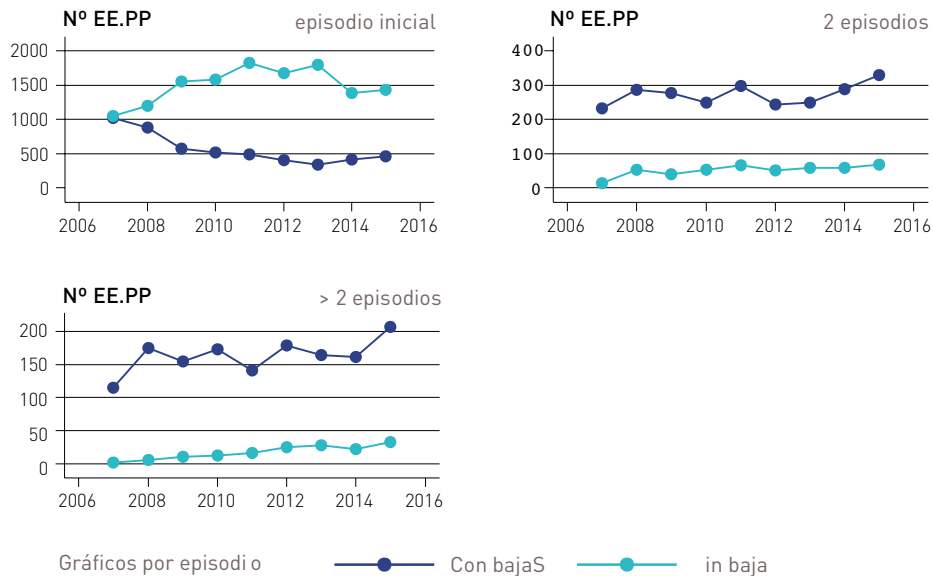 Nº EE.PP episodio inicial
2000
1500
1000
500
0
2006 2008 2010 2012 2014 2016
Nº EE.PP 2 episodios
400
300
200
100
0
2006 2008 2010 2012 2014 2016
Nº EE.PP > 2 episodios
200
150
100
50
0
2006 2008 2010 2012 2014 2016
Gráficos por episodi o Con bajaS in baja